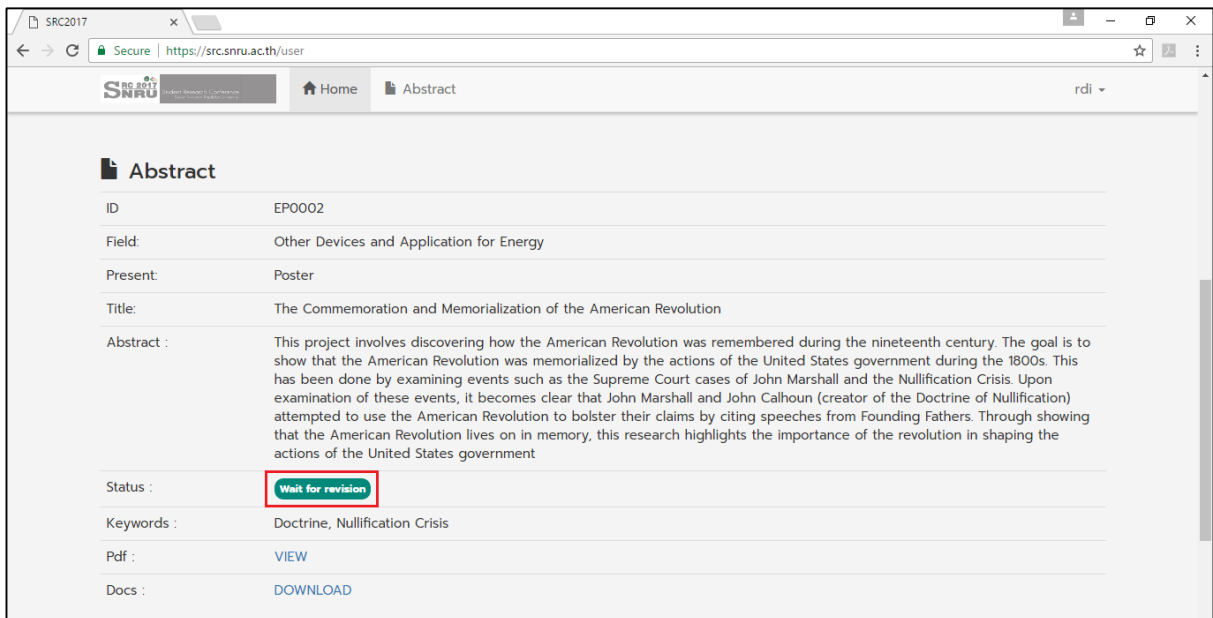 SRC2017
Secure | https://src.snru.ac.th/user
SRC 2017
SNRU
Student Research Conference
Home
Abstract
rdi
Abstract
ID EP0002
Field: Other Devices and Application for Energy
Present: Poster
Title: The Commemoration and Memorialization of the American Revolution
Abstract : This project involves discovering how the American Revolution was remembered during the nineteenth century. The goal is to
show that the American Revolution was memorialized by the actions of the United States government during the 1800s. This
has been done by examining events such as the Supreme Court cases of John Marshall and the Nullification Crisis. Upon
examination of these events, it becomes clear that John Marshall and John Calhoun (creator of the Doctrine of Nullification)
attempted to use the American Revolution to bolster their claims by citing speeches from Founding Fathers. Through showing
that the American Revolution lives on in memory, this research highlights the importance of the revolution in shaping the
actions of the United States government
Status : Wait for revision
Keywords : Doctrine, Nullification Crisis
Pdf : VIEW
Docs : DOWNLOAD